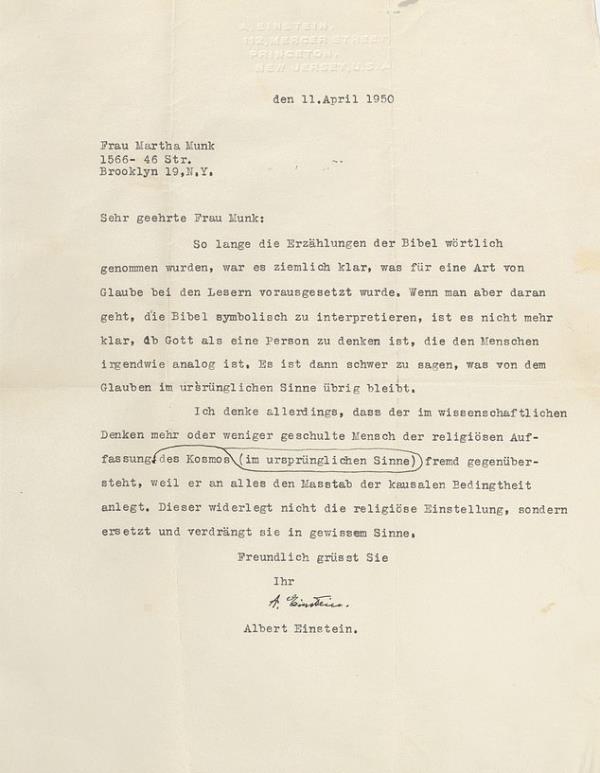 A. EINSTEIN.
112, MERCER STREET
PRINCETON,
NEW JERSEY, U.S.A
den 11.April 1950
Frau Martha Munk
1566- 46 Str.
Brooklyn 19,N.Y.
Sehr geehrte Frau Munk:
So lange die Erzählungen der Bibel wörtlich
genommen wurden, war es ziemlich klar, was für eine Art von
Glaube bei den Lesern vorausgesetzt wurde. Wenn man aber daran
geht, die Bibel symbolisch zu interpretieren, ist es nicht mehr
klar, ob Gott als eine Person zu denken ist, die den Menschen
irgendwie analog ist. Es ist dann schwer zu sagen, was von dem
Glauben im ursrünglichen Sinne übrig bleibt.
Ich denke allerdings, dass der im wissenschaftlichen
Denken mehr oder weniger geschulte Mensch der religiösen Auf-
fassung des Kosmos (im ursprünglichen Sinne) fremd gegenüber-
steht, weil er an alles den Masstab der kausalen Bedingtheit
anlegt. Dieser widerlegt nicht die religiöse Einstellung, sondern
ersetzt und verdrängt sie in gewissem Sinne.
Freundlich grüsst Sie
Ihr
A. Einstein.
Albert Einstein.